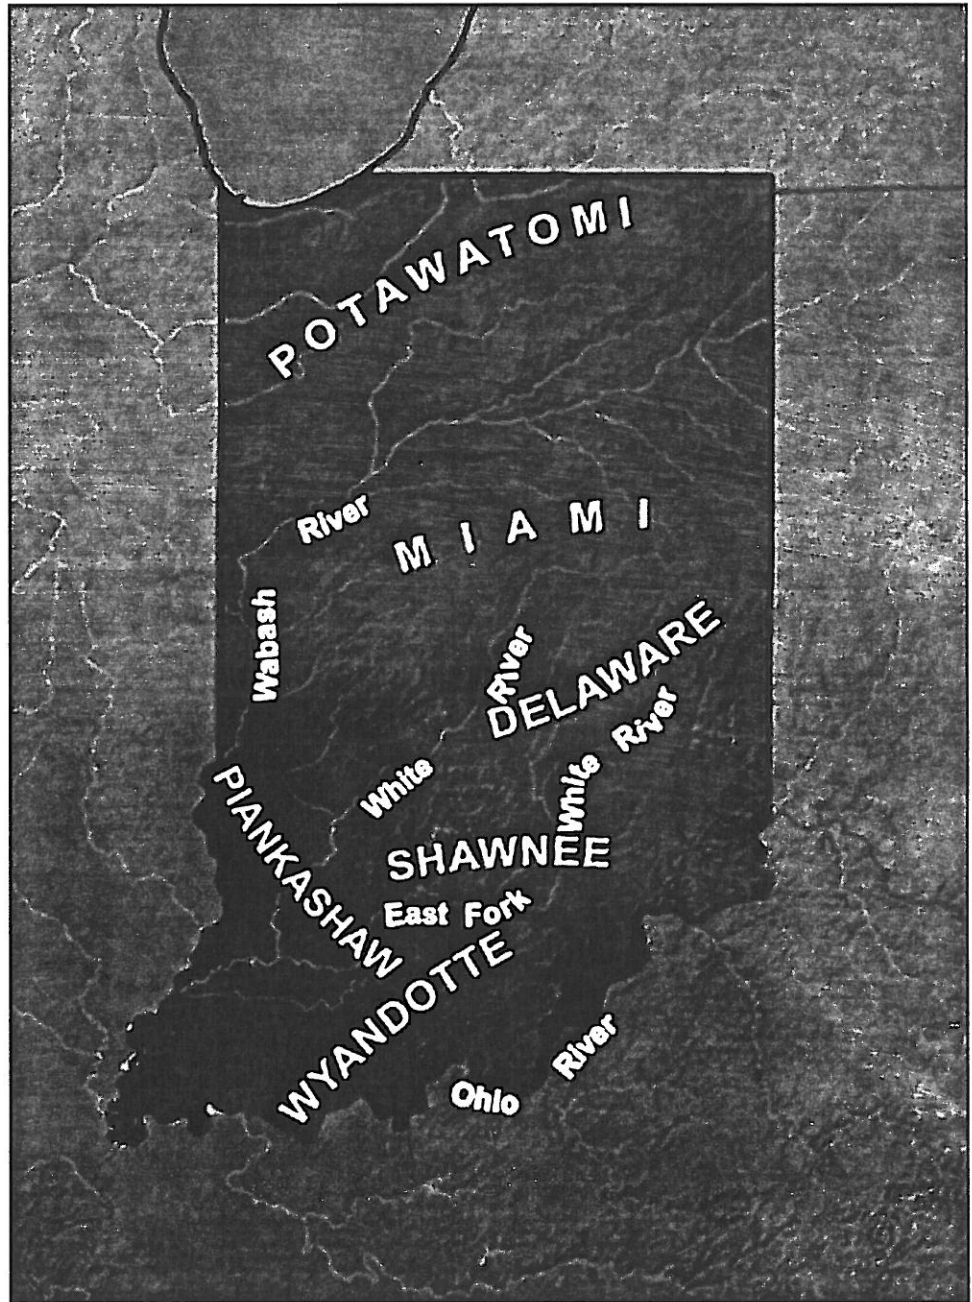 POTAWATOMI
Wabash River
MIAMI
White River
DELAWARE
White River
PIANKASHAW
SHAWNEE
East Fork
WYANDOTTE
Ohio River